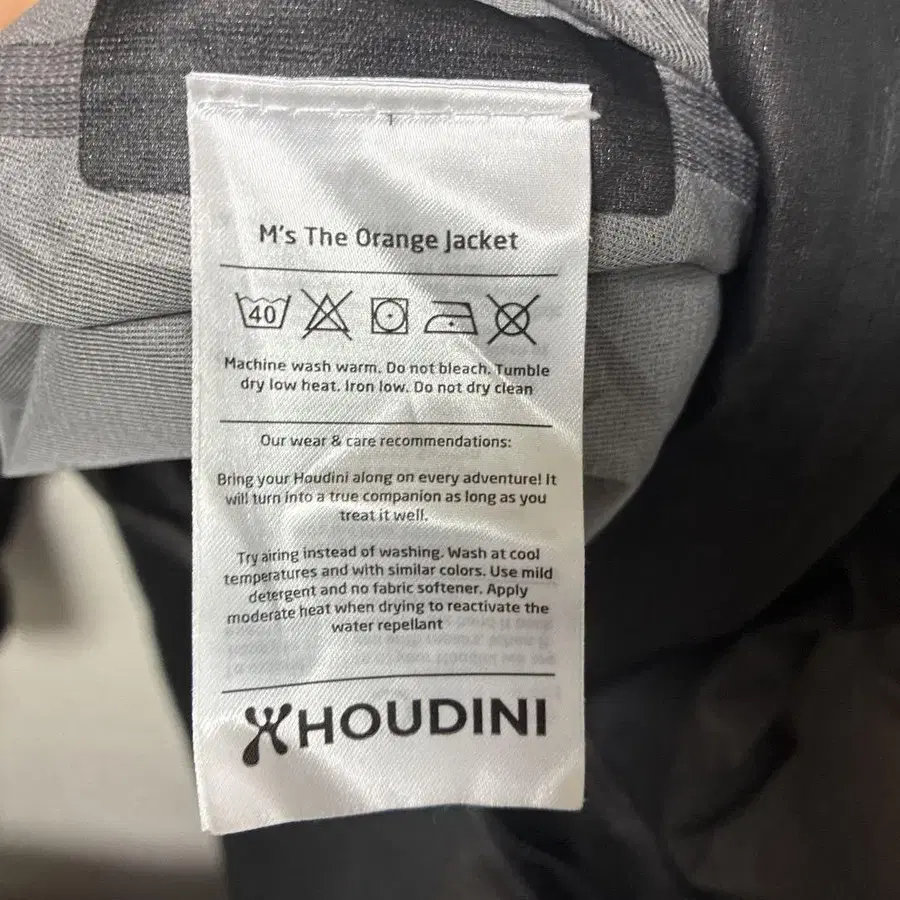 M's The Orange Jacket
40
Machine wash warm. Do not bleach. Tumble
dry low heat. Iron low. Do not dry clean
Our wear & care recommendations:
Bring your Houdini along on every adventure! It
will turn into a true companion as long as you
treat it well.
Try airing instead of washing. Wash at cool
temperatures and with similar colors. Use mild
detergent and no fabric softener. Apply
moderate heat when drying to reactivate the
water repellant
HOUDINI